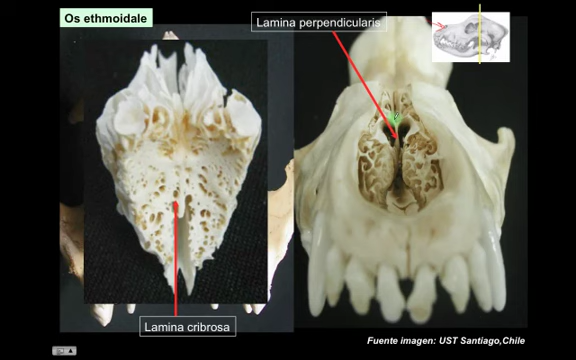 Os ethmoidale
Lamina perpendicularis
Lamina cribrosa
Fuente imagen: UST Santiago,Chile